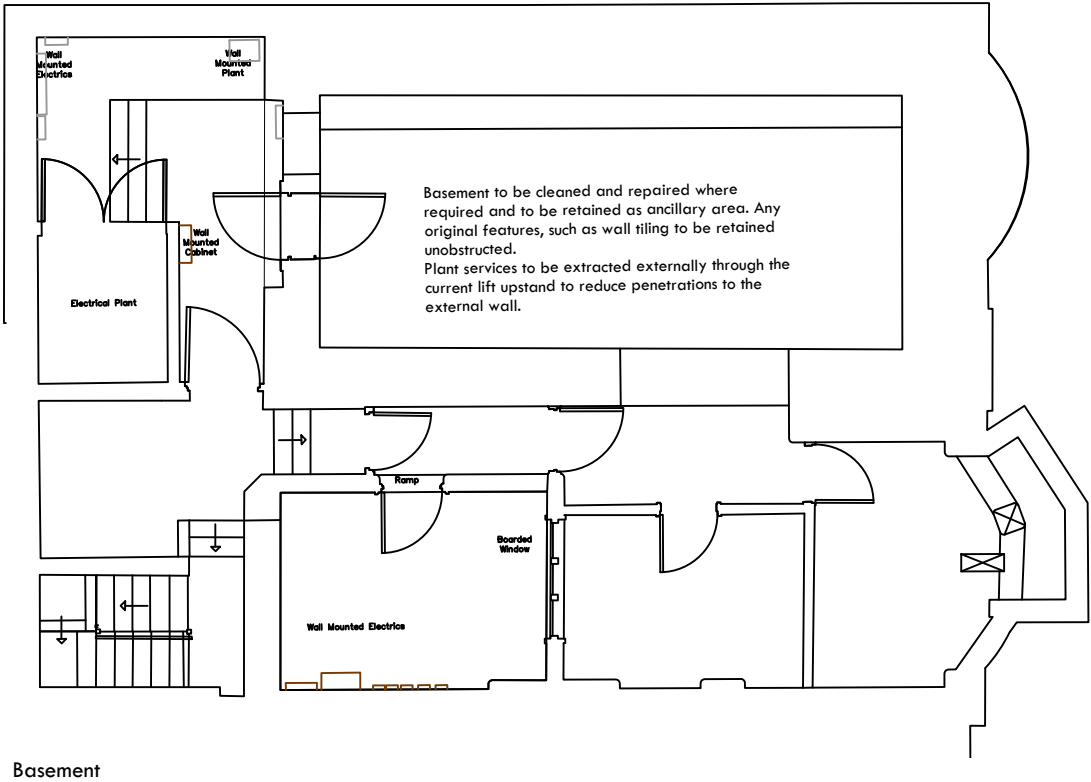 Wall
Mounted
Electrics
Wall
Mounted
Plant
Basement to be cleaned and repaired where
required and to be retained as ancillary area. Any
original features, such as wall tiling to be retained
unobstructed.
Plant services to be extracted externally through the
current lift upstand to reduce penetrations to the
external wall.
Wall
Mounted
Cabinet
Electrical Plant
Ramp
Boarded
Window
Wall Mounted Electrics
Basement